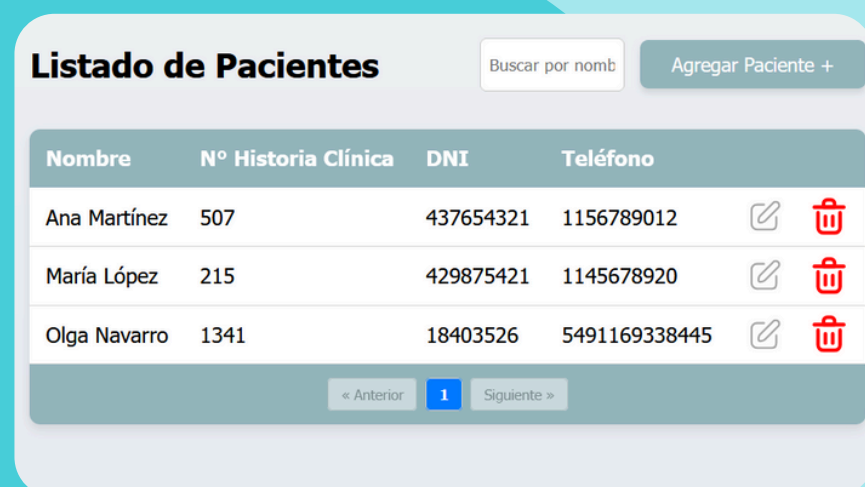 Listado de Pacientes Buscar por nomb Agregar Paciente +
Nombre Nº Historia Clínica DNI Teléfono
Ana Martínez 507 437654321 1156789012
María López 215 429875421 1145678920
Olga Navarro 1341 18403526 5491169338445
« Anterior 1 Siguiente »